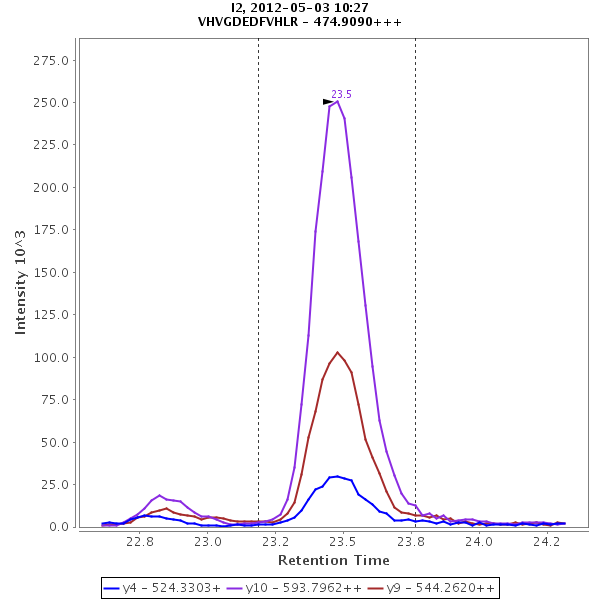 I2, 2012-05-03 10:27
VHVGDEDFVHLR - 474.9090+++
275.0
250.0
225.0
200.0
175.0
150.0
125.0
100.0
75.0
50.0
25.0
0.0
Intensity 10^3
23.5
22.8 23.0 23.2 23.5 23.8 24.0 24.2
Retention Time
y4 - 524.3303+ y10 - 593.7962++ y9 - 544.2620++